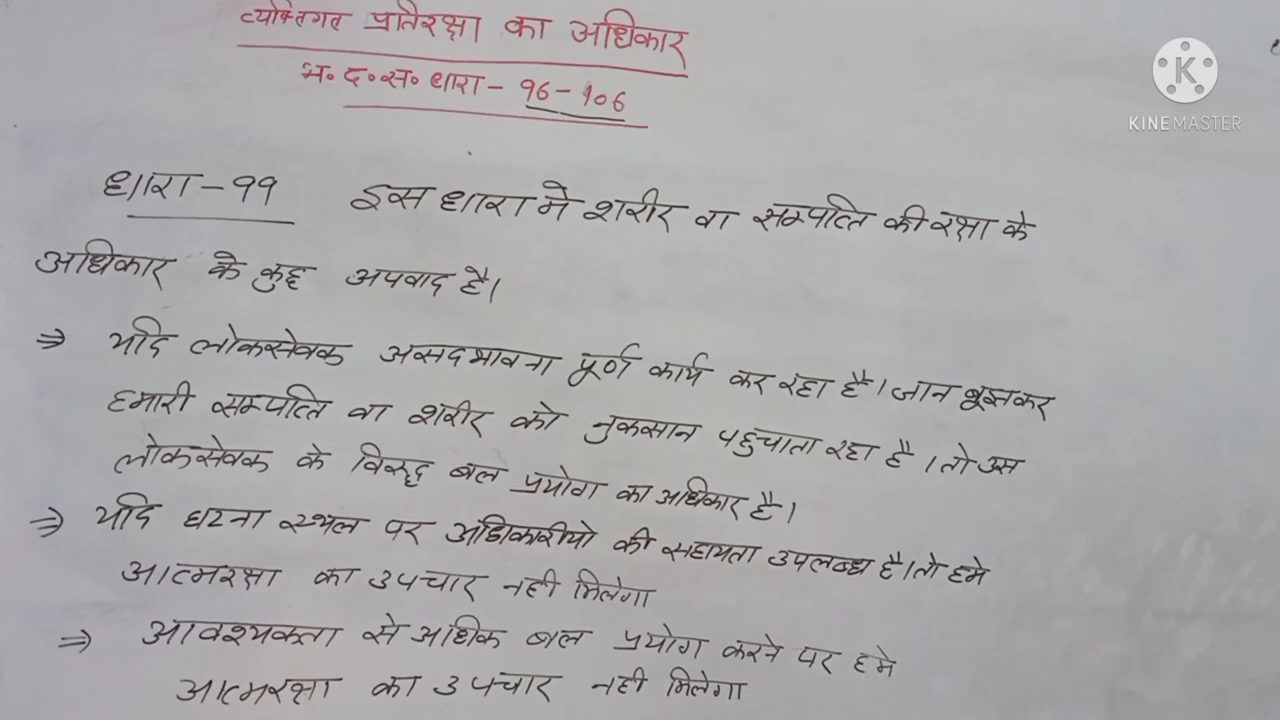 व्यक्तिगत प्रतिरक्षा का अधिकार
भ॰ द॰ स॰ धारा - 96 - 106
KINEMASTER
धारा - 99 इस धारा मे शरीर वा सम्पत्ति की रक्षा के
अधिकार के कुछ अपवाद है।
⇒ यदि लोकसेवक असदभावना पूर्ण कार्य कर रहा है। जान बूझकर
हमारी सम्पत्ति वा शरीर को नुकसान पहुचाता रहा है। तो उस
लोकसेवक के विरुद्ध बल प्रयोग का अधिकार है।
⇒ यदि घटना स्थल पर अधिकारीयो की सहायता उपलब्ध है। तो हमे
आत्मरक्षा का उपचार नही मिलेगा
⇒ आवश्यकता से अधिक बल प्रयोग करने पर हमे
आत्मरक्षा का उपचार नही मिलेगा